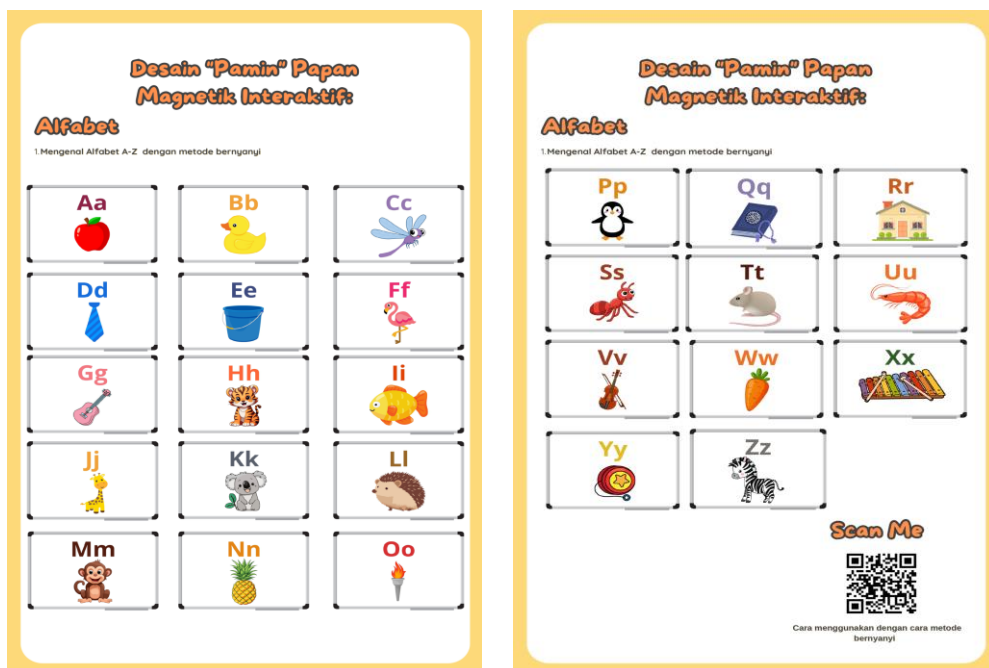 Desain "Pamin" Papan
Magnetik Interaktif:
Alfabet
1.Mengenal Alfabet A-Z dengan metode bernyanyi
Aa
Bb
Cc
Dd
Ee
Ff
Gg
Hh
Ii
Jj
Kk
Ll
Mm
Nn
Oo
Desain "Pamin" Papan
Magnetik Interaktif:
Alfabet
1.Mengenal Alfabet A-Z dengan metode bernyanyi
Pp
Qq
Rr
Ss
Tt
Uu
Vv
Ww
Xx
Yy
Zz
Scan Me
Cara menggunakan dengan cara metode
bernyanyi